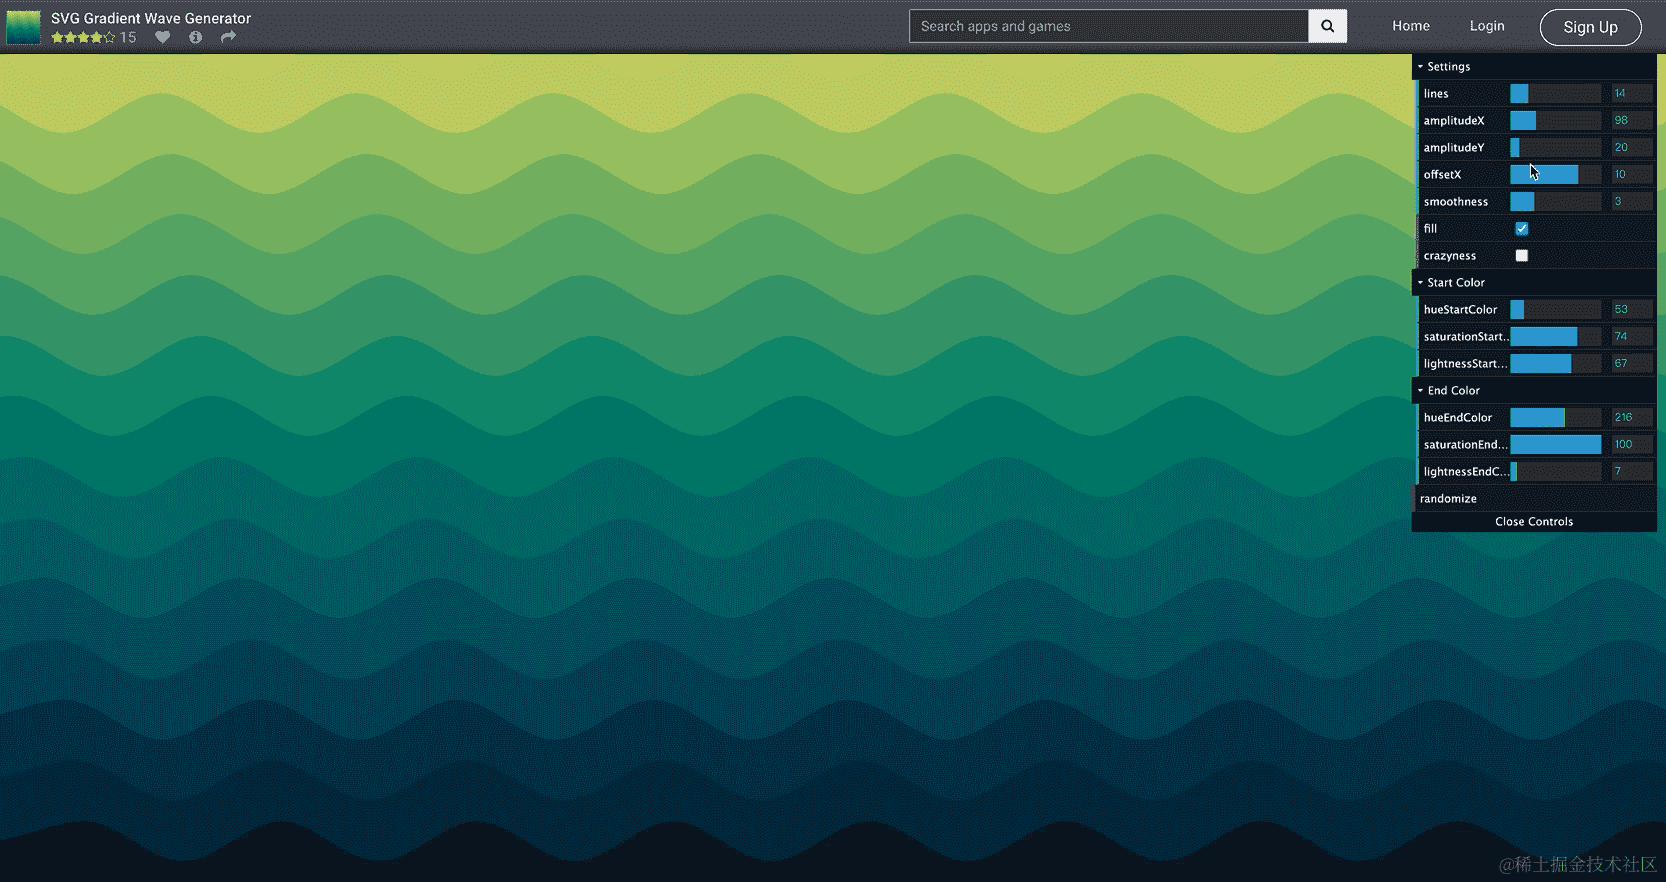 SVG Gradient Wave Generator
15
Search apps and games
Home
Login
Sign Up
Settings
lines 14
amplitudeX 98
amplitudeY 20
offsetX 10
smoothness 3
fill
crazyness
Start Color
hueStartColor 53
saturationStart... 74
lightnessStart... 67
End Color
hueEndColor 216
saturationEnd... 100
lightnessEndC... 7
randomize
Close Controls
@稀土掘金技术社区